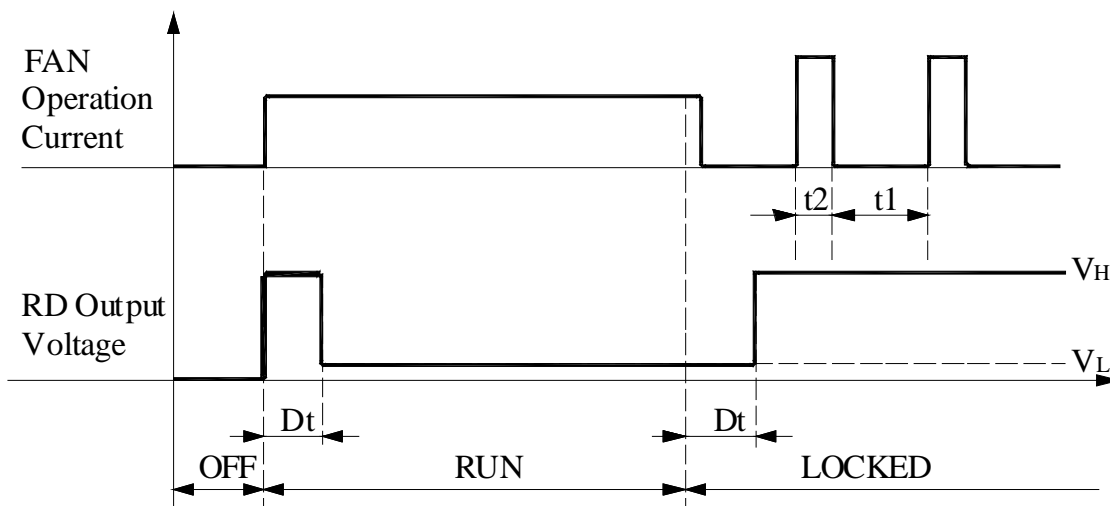 FAN
Operation
Current
t2
t1
RD Output
Voltage
VH
VL
Dt
Dt
OFF
RUN
LOCKED